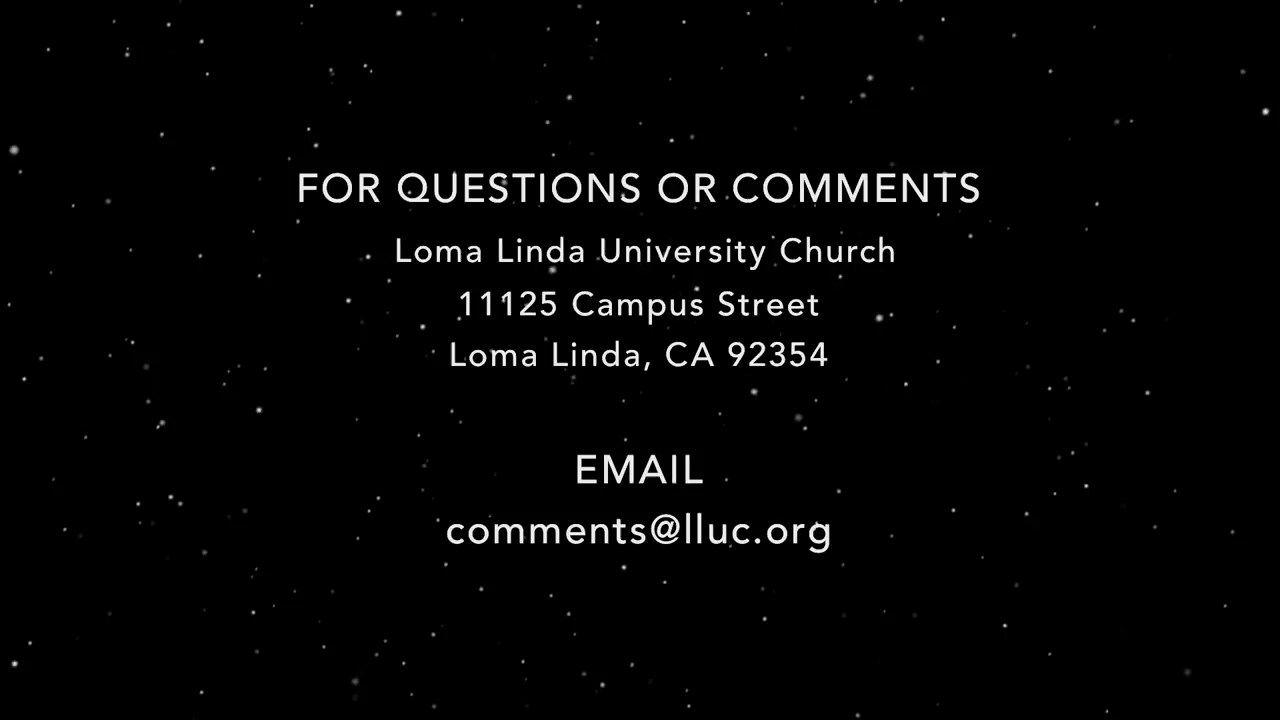 FOR QUESTIONS OR COMMENTS
Loma Linda University Church
11125 Campus Street
Loma Linda, CA 92354
EMAIL
comments@lluc.org